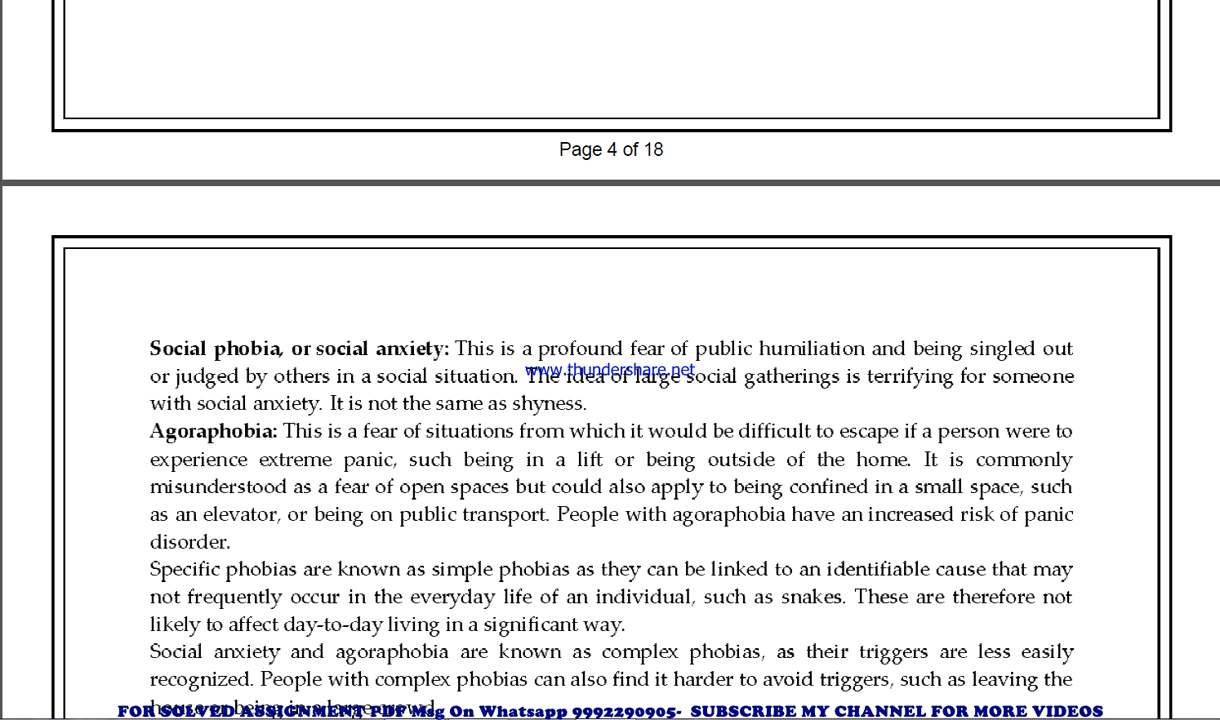 Page 4 of 18
Social phobia, or social anxiety: This is a profound fear of public humiliation and being singled out
or judged by others in a social situation. The idea of large social gatherings is terrifying for someone
www.thundershare.net
with social anxiety. It is not the same as shyness.
Agoraphobia: This is a fear of situations from which it would be difficult to escape if a person were to
experience extreme panic, such being in a lift or being outside of the home. It is commonly
misunderstood as a fear of open spaces but could also apply to being confined in a small space, such
as an elevator, or being on public transport. People with agoraphobia have an increased risk of panic
disorder.
Specific phobias are known as simple phobias as they can be linked to an identifiable cause that may
not frequently occur in the everyday life of an individual, such as snakes. These are therefore not
likely to affect day-to-day living in a significant way.
Social anxiety and agoraphobia are known as complex phobias, as their triggers are less easily
recognized. People with complex phobias can also find it harder to avoid triggers, such as leaving the
house or being in a large crowd.
FOR SOLVED ASSIGNMENT PDF Msg On Whatsapp 9992290905- SUBSCRIBE MY CHANNEL FOR MORE VIDEOS